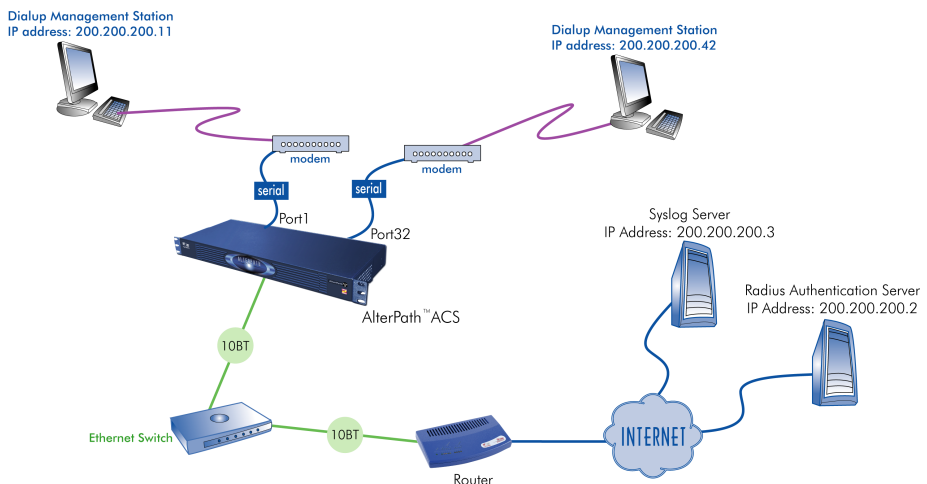 Dialup Management Station
IP address: 200.200.200.11
Dialup Management Station
IP address: 200.200.200.42
modem
modem
serial
serial
Port1
Port32
Syslog Server
IP Address: 200.200.200.3
Radius Authentication Server
IP Address: 200.200.200.2
AlterPath™ACS
10BT
Ethernet Switch
10BT
INTERNET
Router